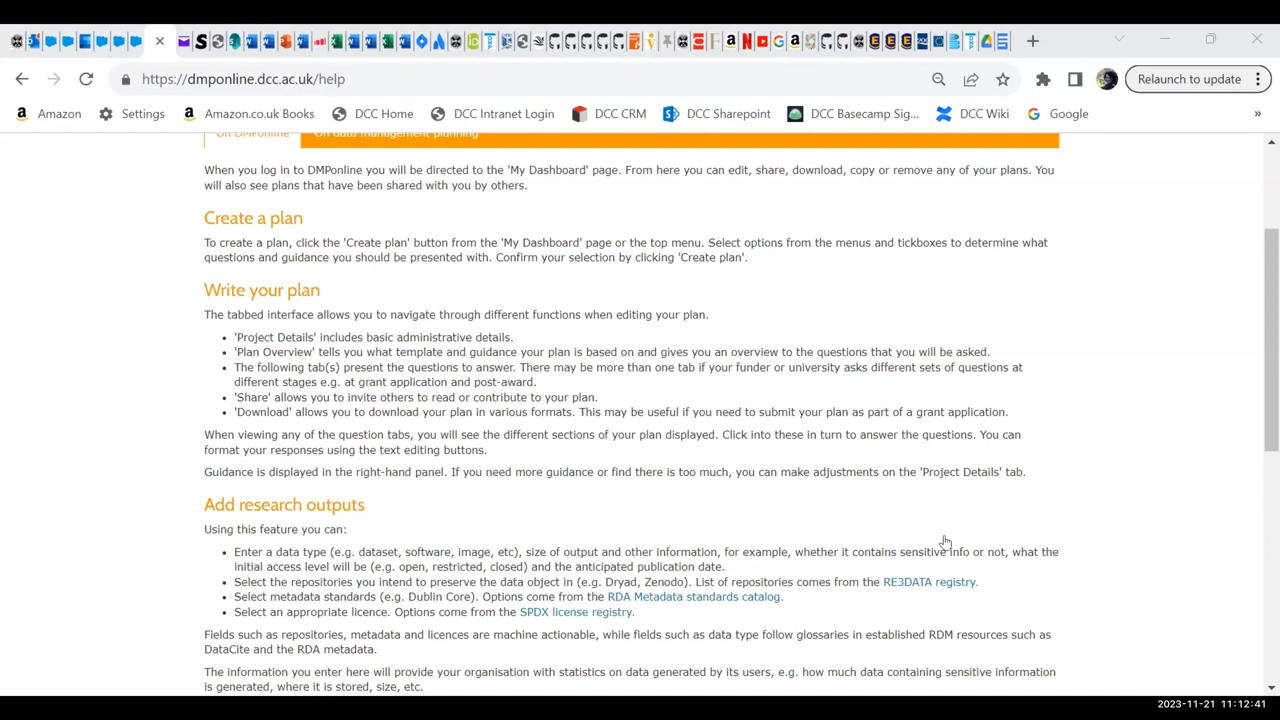 https://dmponline.dcc.ac.uk/help
Relaunch to update
Amazon
Settings
Amazon.co.uk Books
DCC Home
DCC Intranet Login
DCC CRM
DCC Sharepoint
DCC Basecamp Sig...
DCC Wiki
Google
»
On DMPonline
On data management planning
When you log in to DMPonline you will be directed to the 'My Dashboard' page. From here you can edit, share, download, copy or remove any of your plans. You
will also see plans that have been shared with you by others.
Create a plan
To create a plan, click the 'Create plan' button from the 'My Dashboard' page or the top menu. Select options from the menus and tickboxes to determine what
questions and guidance you should be presented with. Confirm your selection by clicking 'Create plan'.
Write your plan
The tabbed interface allows you to navigate through different functions when editing your plan.
• 'Project Details' includes basic administrative details.
• 'Plan Overview' tells you what template and guidance your plan is based on and gives you an overview to the questions that you will be asked.
• The following tab(s) present the questions to answer. There may be more than one tab if your funder or university asks different sets of questions at
different stages e.g. at grant application and post-award.
• 'Share' allows you to invite others to read or contribute to your plan.
• 'Download' allows you to download your plan in various formats. This may be useful if you need to submit your plan as part of a grant application.
When viewing any of the question tabs, you will see the different sections of your plan displayed. Click into these in turn to answer the questions. You can
format your responses using the text editing buttons.
Guidance is displayed in the right-hand panel. If you need more guidance or find there is too much, you can make adjustments on the 'Project Details' tab.
Add research outputs
Using this feature you can:
• Enter a data type (e.g. dataset, software, image, etc), size of output and other information, for example, whether it contains sensitive info or not, what the
initial access level will be (e.g. open, restricted, closed) and the anticipated publication date.
• Select the repositories you intend to preserve the data object in (e.g. Dryad, Zenodo). List of repositories comes from the RE3DATA registry.
• Select metadata standards (e.g. Dublin Core). Options come from the RDA Metadata standards catalog.
• Select an appropriate licence. Options come from the SPDX license registry.
Fields such as repositories, metadata and licences are machine actionable, while fields such as data type follow glossaries in established RDM resources such as
DataCite and the RDA metadata.
The information you enter here will provide your organisation with statistics on data generated by its users, e.g. how much data containing sensitive information
is generated, where it is stored, size, etc.
2023-11-21 11:12:41